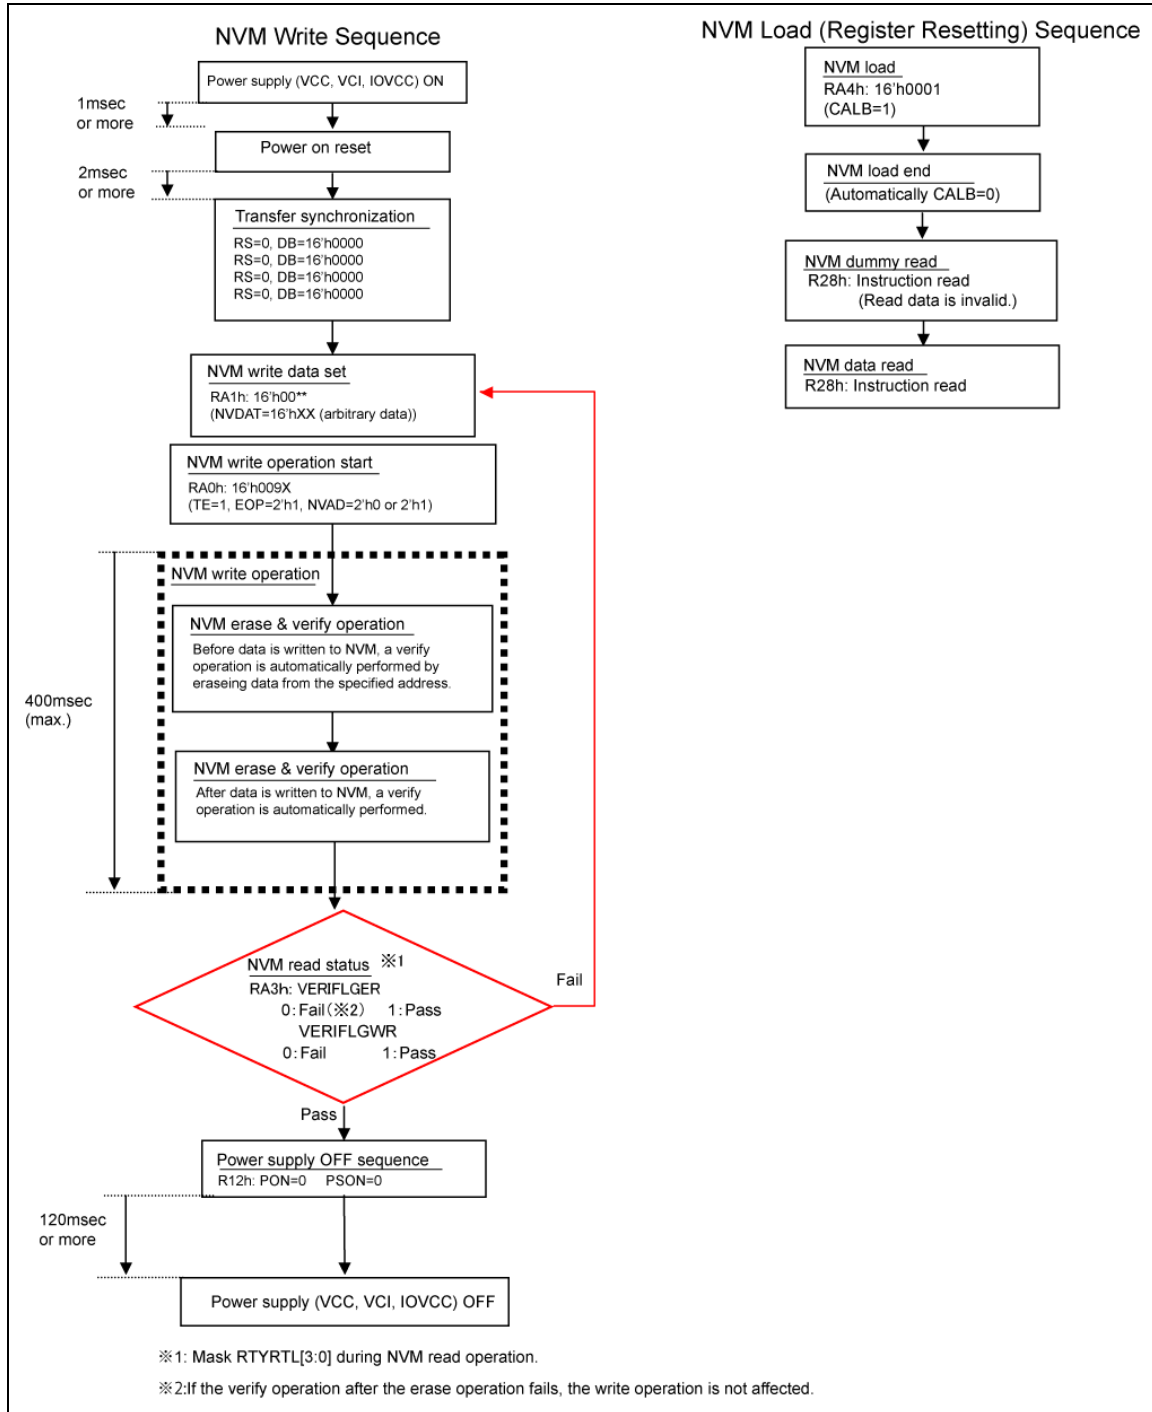 NVM Write Sequence
Power supply (VCC, VCI, IOVCC) ON
1msec
or more
Power on reset
2msec
or more
Transfer synchronization
RS=0, DB=16'h0000
RS=0, DB=16'h0000
RS=0, DB=16'h0000
RS=0, DB=16'h0000
NVM write data set
RA1h: 16'h00**
(NVDAT=16'hXX (arbitrary data))
NVM write operation start
RA0h: 16'h009X
(TE=1, EOP=2'h1, NVAD=2'h0 or 2'h1)
NVM write operation
NVM erase & verify operation
Before data is written to NVM, a verify
operation is automatically performed by
eraseing data from the specified address.
400msec
(max.)
NVM erase & verify operation
After data is written to NVM, a verify
operation is automatically performed.
NVM read status ※1
RA3h: VERIFLGER
0:Fail(※2) 1:Pass
VERIFLGWR
0:Fail 1:Pass
Fail
Pass
Power supply OFF sequence
R12h: PON=0 PSON=0
120msec
or more
Power supply (VCC, VCI, IOVCC) OFF
※1: Mask RTYRTL[3:0] during NVM read operation.
※2:If the verify operation after the erase operation fails, the write operation is not affected.
NVM Load (Register Resetting) Sequence
NVM load
RA4h: 16'h0001
(CALB=1)
NVM load end
(Automatically CALB=0)
NVM dummy read
R28h: Instruction read
(Read data is invalid.)
NVM data read
R28h: Instruction read